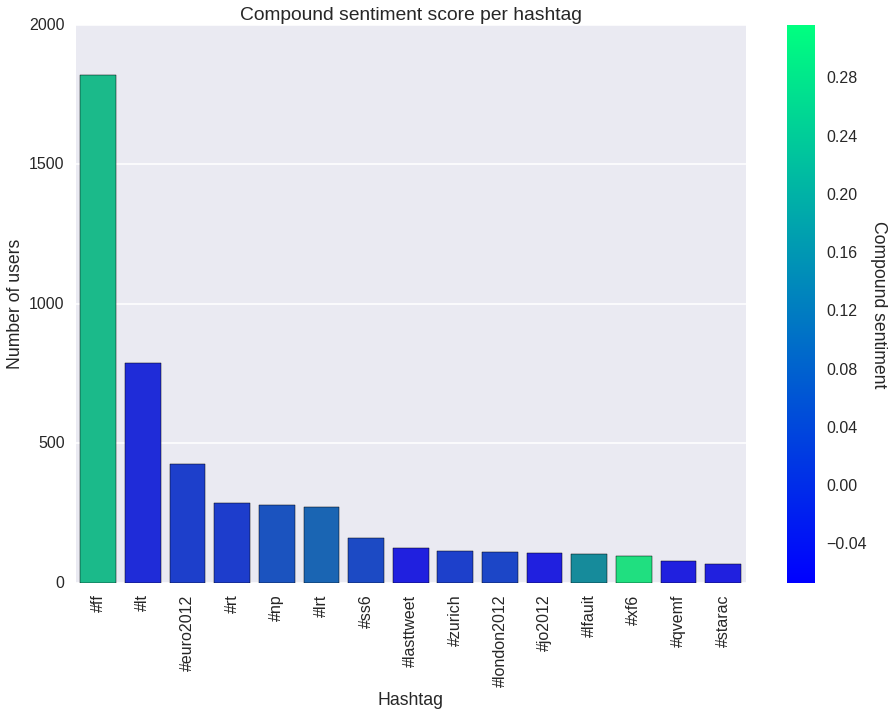 Compound sentiment score per hashtag
2000
1500
1000
500
0
Number of users
#ff
#lt
#euro2012
#rt
#np
#lrt
#ss6
#lasttweet
#zurich
#london2012
#jo2012
#lfauit
#xf6
#qvemf
#starac
Hashtag
0.28
0.24
0.20
0.16
0.12
0.08
0.04
0.00
−0.04
Compound sentiment